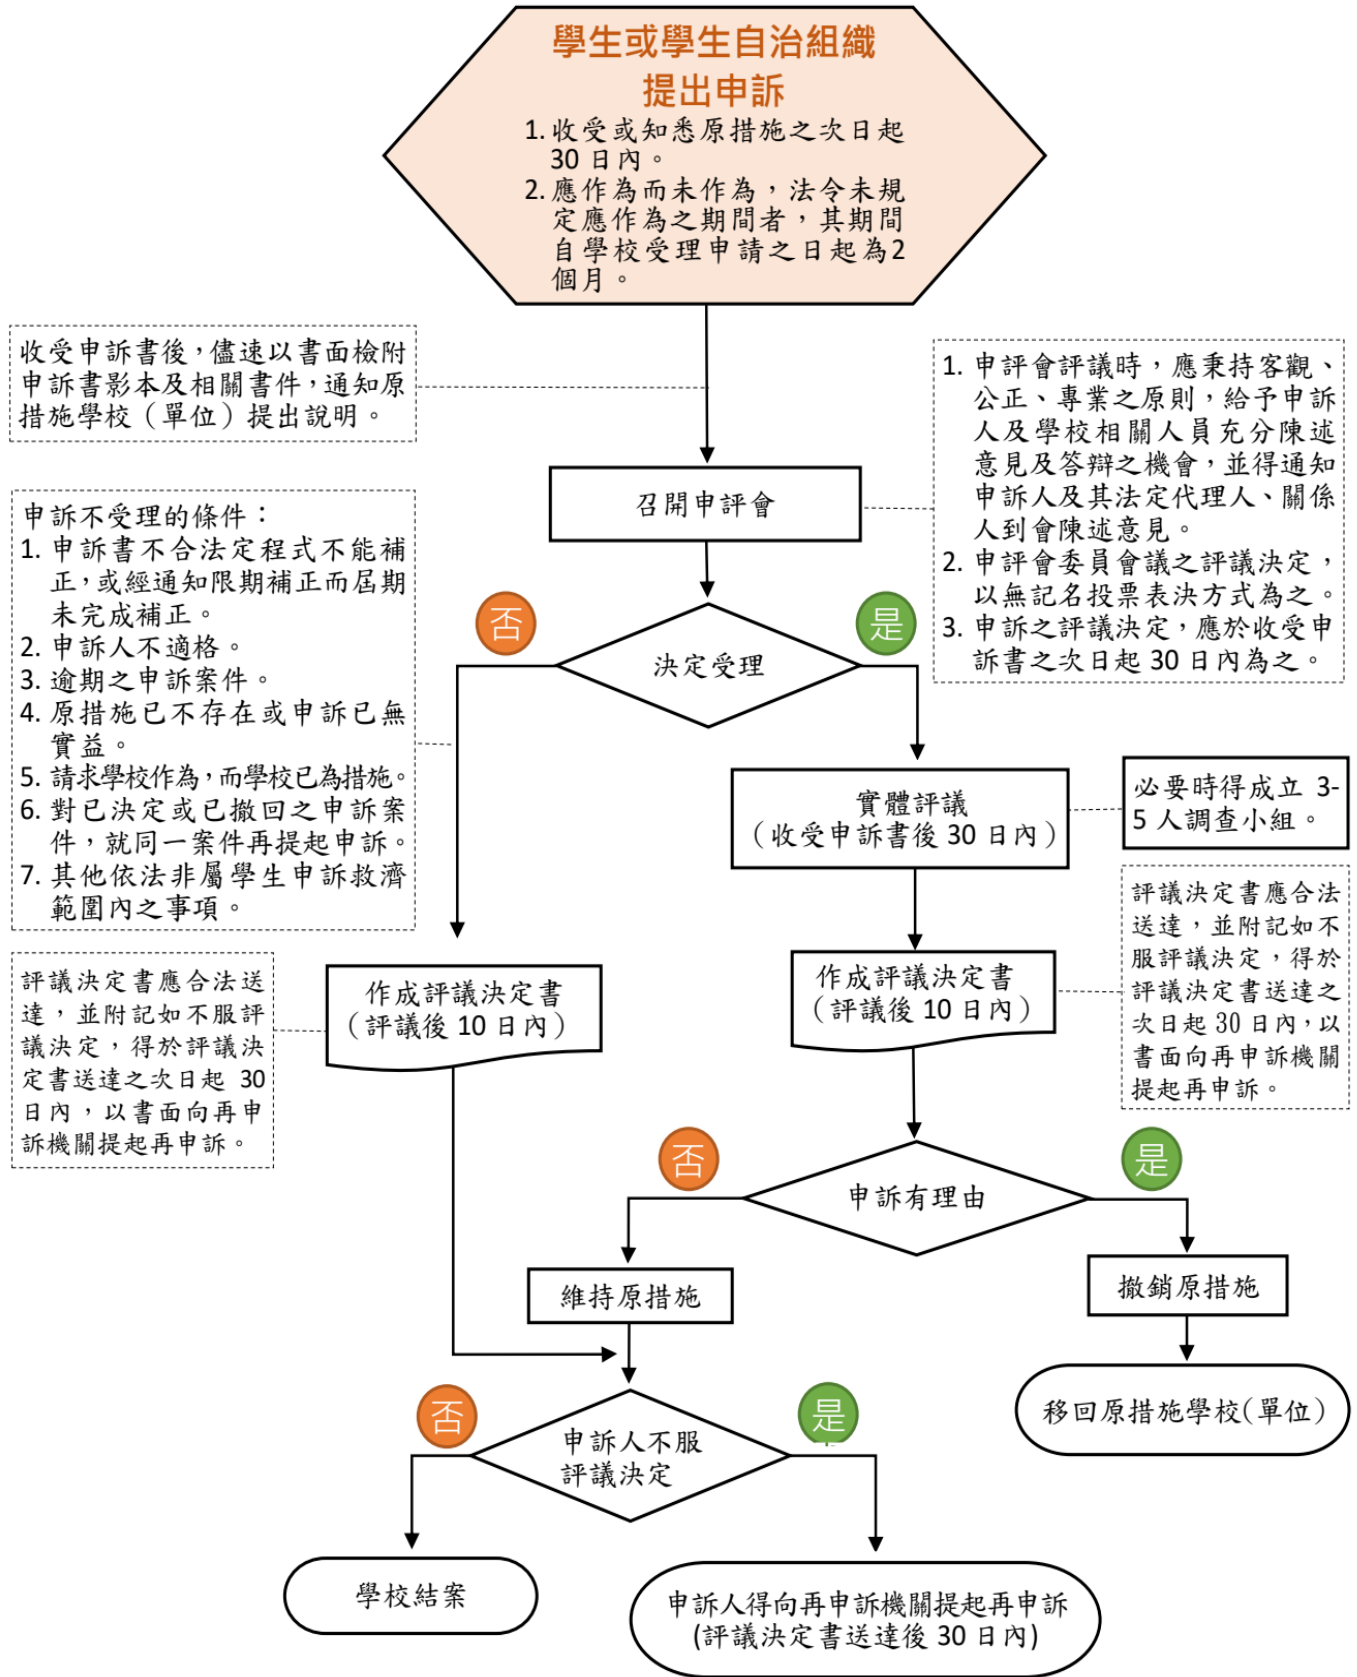 學生或學生自治組織
提出申訴
1. 收受或知悉原措施之次日起
30 日內。
2. 應作為而未作為，法令未規
定應作為之期間者，其期間
自學校受理申請之日起為2
個月。
收受申訴書後，儘速以書面檢附
申訴書影本及相關書件，通知原
措施學校（單位）提出說明。
1. 申評會評議時，應秉持客觀、
公正、專業之原則，給予申訴
人及學校相關人員充分陳述
意見及答辯之機會，並得通知
申訴人及其法定代理人、關係
人到會陳述意見。
2. 申評會委員會議之評議決定，
以無記名投票表決方式為之。
3. 申訴之評議決定，應於收受申
訴書之次日起 30 日內為之。
召開申評會
申訴不受理的條件：
1. 申訴書不合法定程式不能補
正，或經通知限期補正而屆期
未完成補正。
2. 申訴人不適格。
3. 逾期之申訴案件。
4. 原措施已不存在或申訴已無
實益。
5. 請求學校作為，而學校已為措施。
6. 對已決定或已撤回之申訴案
件，就同一案件再提起申訴。
7. 其他依法非屬學生申訴救濟
範圍內之事項。
否
是
決定受理
實體評議
（收受申訴書後 30 日內）
必要時得成立 3-
5 人調查小組。
評議決定書應合法
送達，並附記如不
服評議決定，得於
評議決定書送達之
次日起 30 日內，以
書面向再申訴機關
提起再申訴。
評議決定書應合法送
達，並附記如不服評
議決定，得於評議決
定書送達之次日起 30
日內，以書面向再申
訴機關提起再申訴。
作成評議決定書
（評議後 10 日內）
作成評議決定書
（評議後 10 日內）
否
是
申訴有理由
維持原措施
撤銷原措施
移回原措施學校(單位)
否
是
申訴人不服
評議決定
學校結案
申訴人得向再申訴機關提起再申訴
(評議決定書送達後 30 日內)